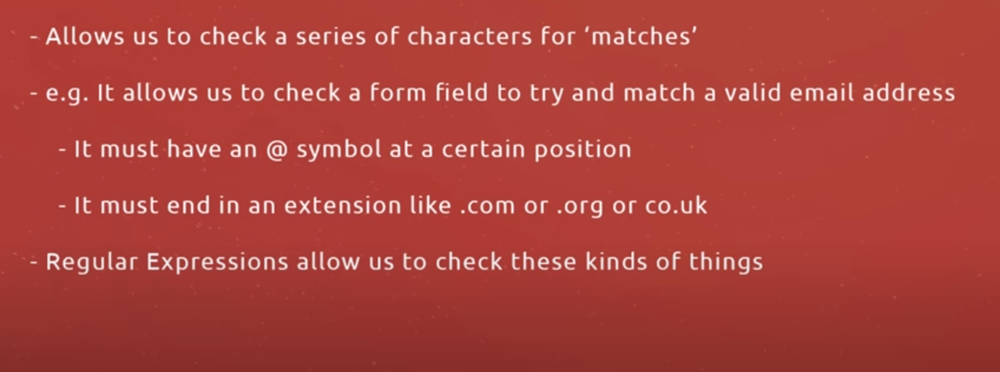 - Allows us to check a series of characters for ‘matches’
- e.g. It allows us to check a form field to try and match a valid email address
- It must have an @ symbol at a certain position
- It must end in an extension like .com or .org or co.uk
- Regular Expressions allow us to check these kinds of things